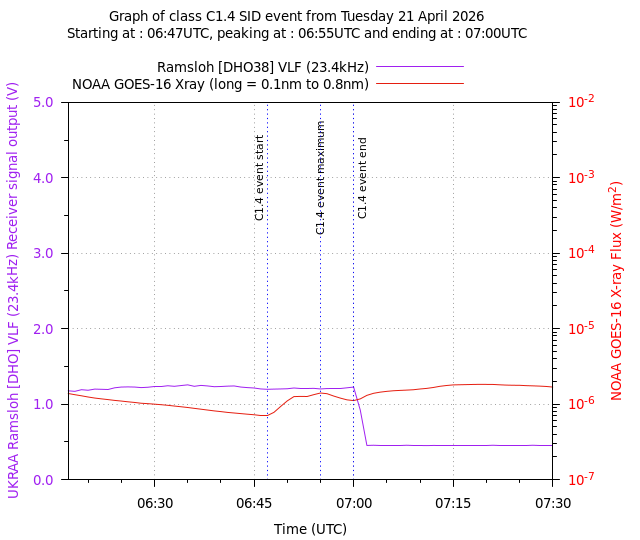 Graph of class C1.4 SID event from Tuesday 21 April 2026
Starting at : 06:47UTC, peaking at : 06:55UTC and ending at : 07:00UTC
Ramsloh [DHO38] VLF (23.4kHz)
NOAA GOES-16 Xray (long = 0.1nm to 0.8nm)
UKRAA Ramsloh [DHO] VLF (23.4kHz) Receiver signal output (V)
5.0
4.0
3.0
2.0
1.0
0.0
C1.4 event start
C1.4 event maximum
C1.4 event end
10-2
10-3
10-4
10-5
10-6
10-7
NOAA GOES-16 X-ray Flux (W/m2)
06:30 06:45 07:00 07:15 07:30
Time (UTC)